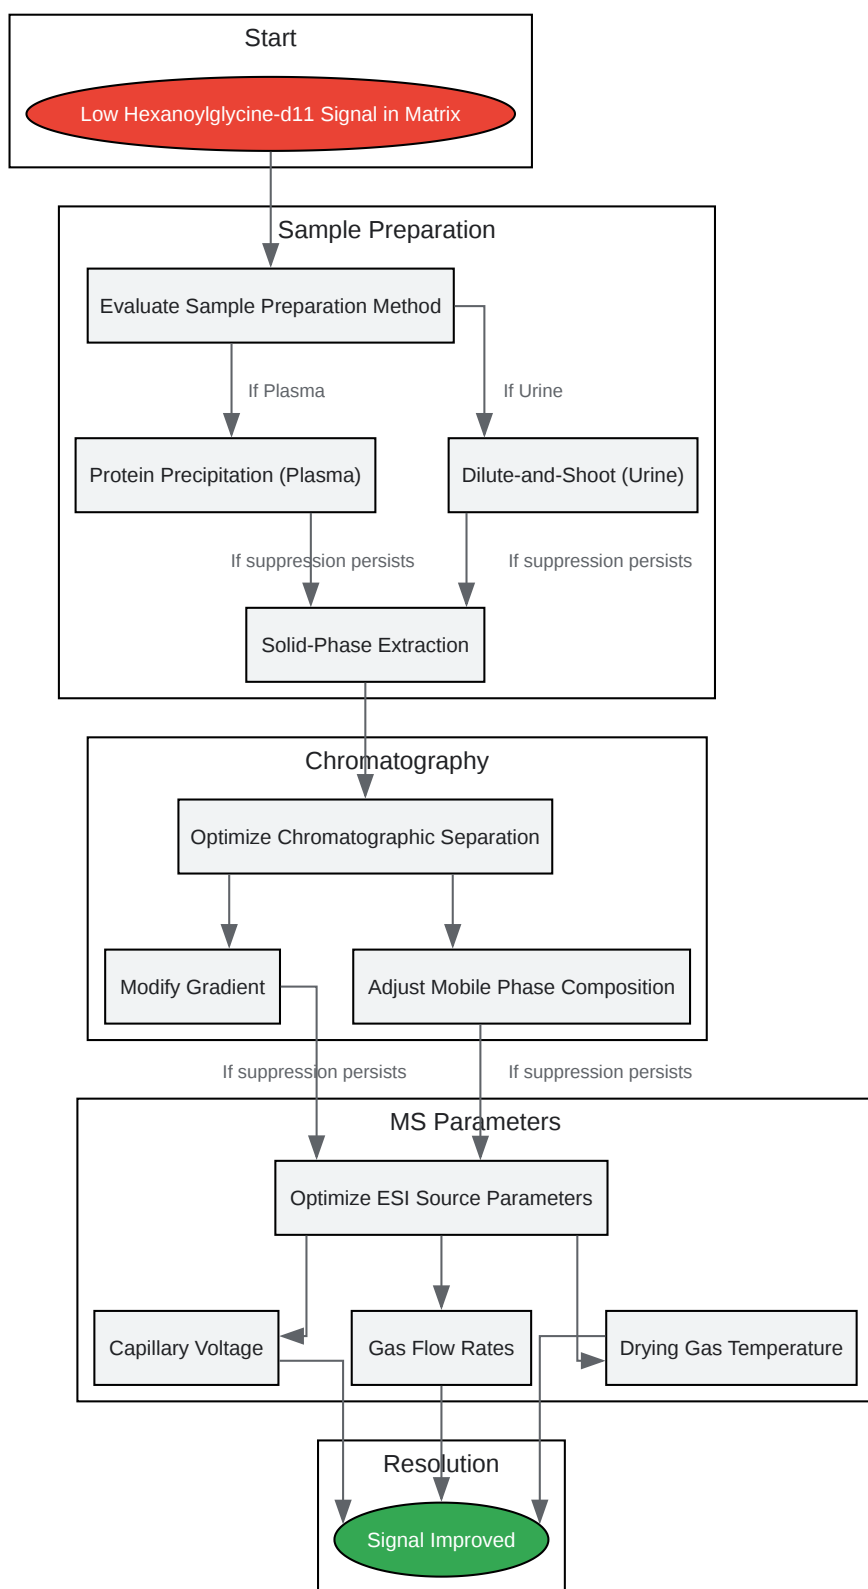 Start
Low Hexanoylglycine-d11 Signal in Matrix
Sample Preparation
Evaluate Sample Preparation Method
If Plasma
If Urine
Protein Precipitation (Plasma)
Dilute-and-Shoot (Urine)
If suppression persists
If suppression persists
Solid-Phase Extraction
Chromatography
Optimize Chromatographic Separation
Modify Gradient
Adjust Mobile Phase Composition
If suppression persists
If suppression persists
MS Parameters
Optimize ESI Source Parameters
Capillary Voltage
Gas Flow Rates
Drying Gas Temperature
Resolution
Signal Improved